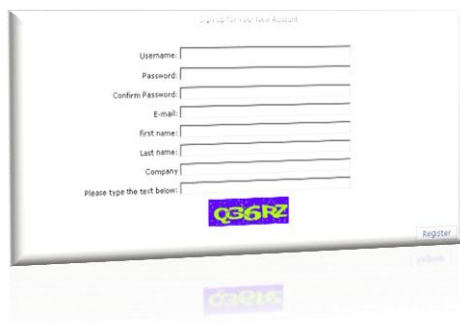 Sign up for Your New Account
Username:
Password:
Confirm Password:
E-mail:
first name:
Last name:
Company
Please type the text below:
Q36RZ
Register